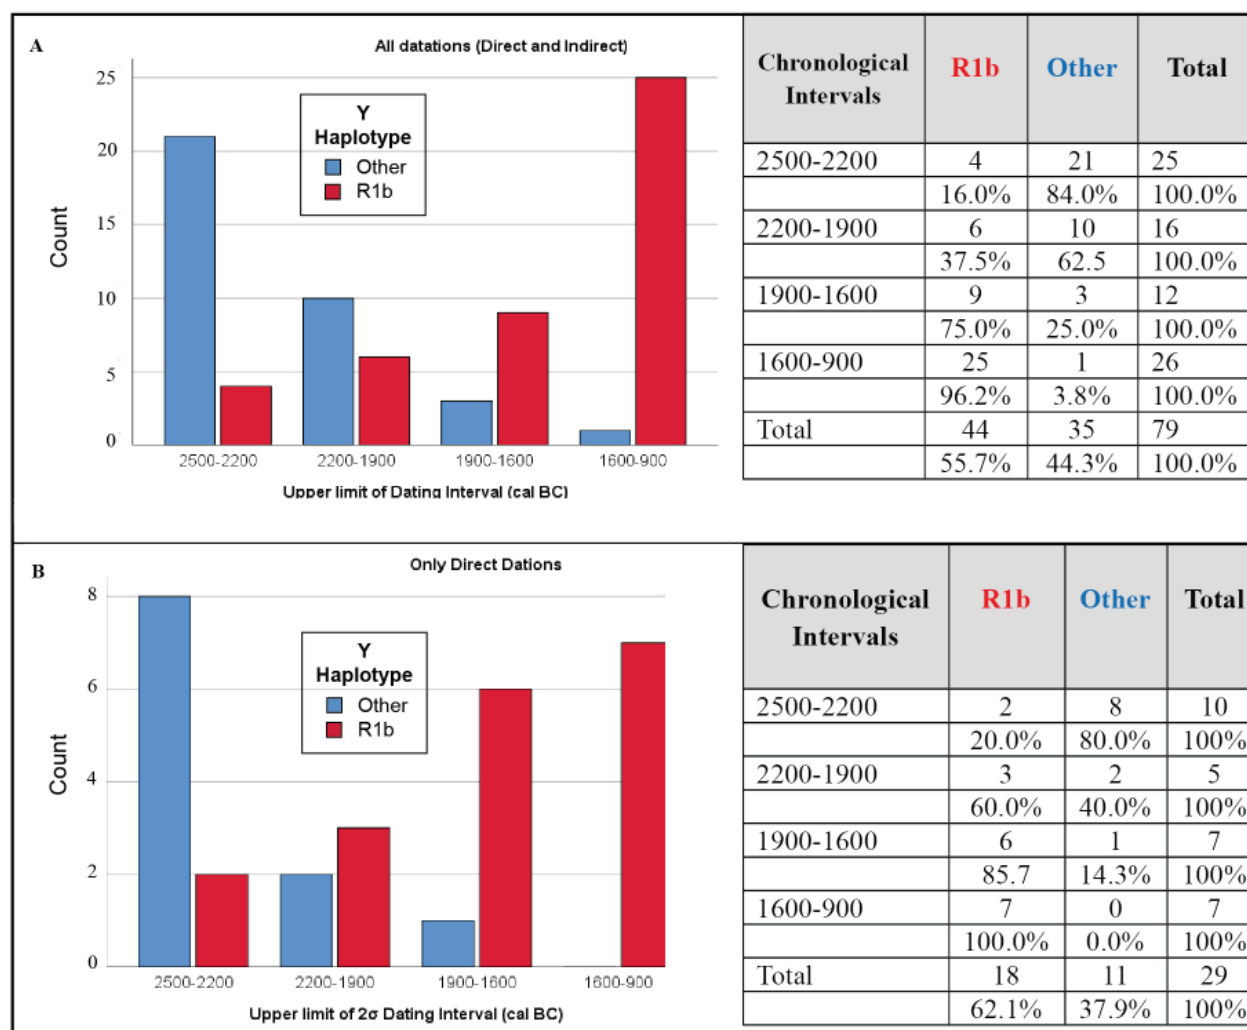 A
All datations (Direct and Indirect)
25
20
15
10
5
0
Count
Y
Haplotype
Other
R1b
2500-2200
2200-1900
1900-1600
1600-900
Upper limit of Dating Interval (cal BC)
Chronological Intervals R1b Other Total
2500-2200 4 21 25
16.0% 84.0% 100.0%
2200-1900 6 10 16
37.5% 62.5 100.0%
1900-1600 9 3 12
75.0% 25.0% 100.0%
1600-900 25 1 26
96.2% 3.8% 100.0%
Total 44 35 79
55.7% 44.3% 100.0%
B
Only Direct Dations
8
6
4
2
0
Count
Y
Haplotype
Other
R1b
2500-2200
2200-1900
1900-1600
1600-900
Upper limit of 2σ Dating Interval (cal BC)
Chronological Intervals R1b Other Total
2500-2200 2 8 10
20.0% 80.0% 100%
2200-1900 3 2 5
60.0% 40.0% 100%
1900-1600 6 1 7
85.7 14.3% 100%
1600-900 7 0 7
100.0% 0.0% 100%
Total 18 11 29
62.1% 37.9% 100%